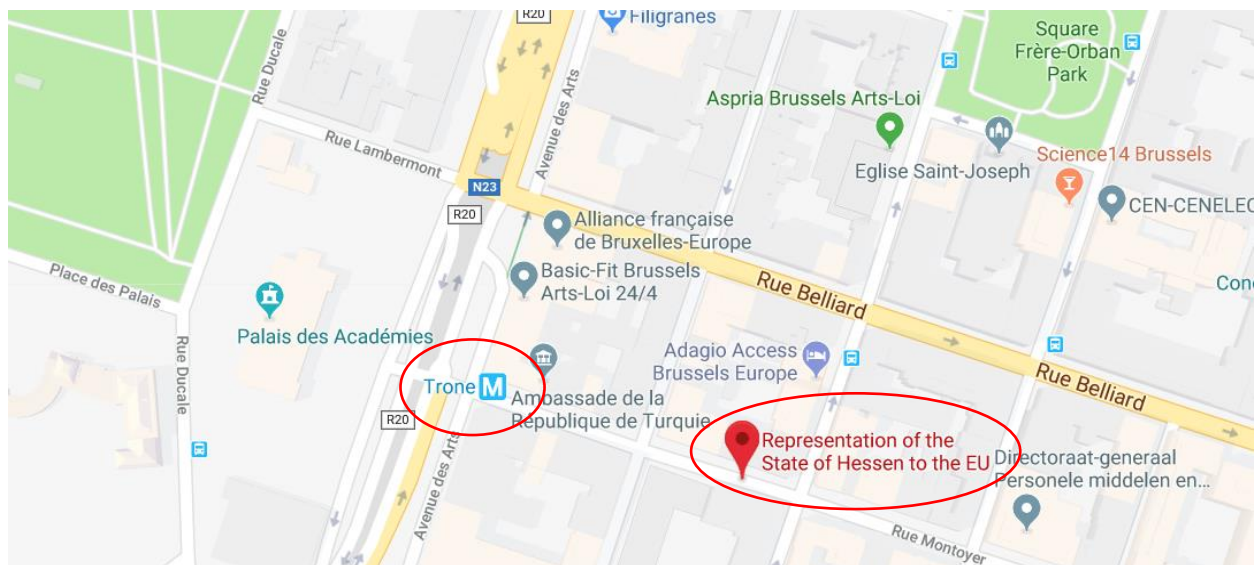 R20
Filigranes
Square
Frère-Orban
Park
Rue Ducale
Avenue des Arts
Aspria Brussels Arts-Loi
Rue Lambermont
Eglise Saint-Joseph
Science14 Brussels
N23
R20
CEN-CENELEC
Alliance française
de Bruxelles-Europe
Place des Palais
Basic-Fit Brussels
Arts-Loi 24/4
Rue Belliard
Palais des Académies
Rue Ducale
Adagio Access
Brussels Europe
Rue Belliard
Trone M
Ambassade de la
République de Turquie
R20
Representation of the
State of Hessen to the EU
Directoraat-generaal
Personele middelen en...
Avenue des Arts
Rue Montoyer